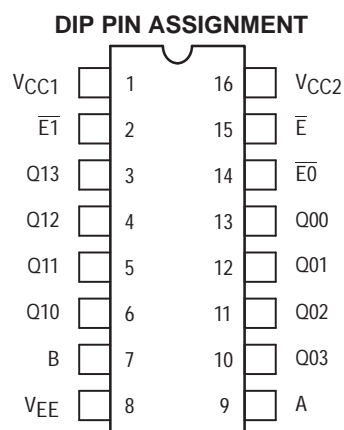 DIP PIN ASSIGNMENT
VCC1 1 16 VCC2
E1 2 15 E
Q13 3 14 E0
Q12 4 13 Q00
Q11 5 12 Q01
Q10 6 11 Q02
B 7 10 Q03
VEE 8 9 A